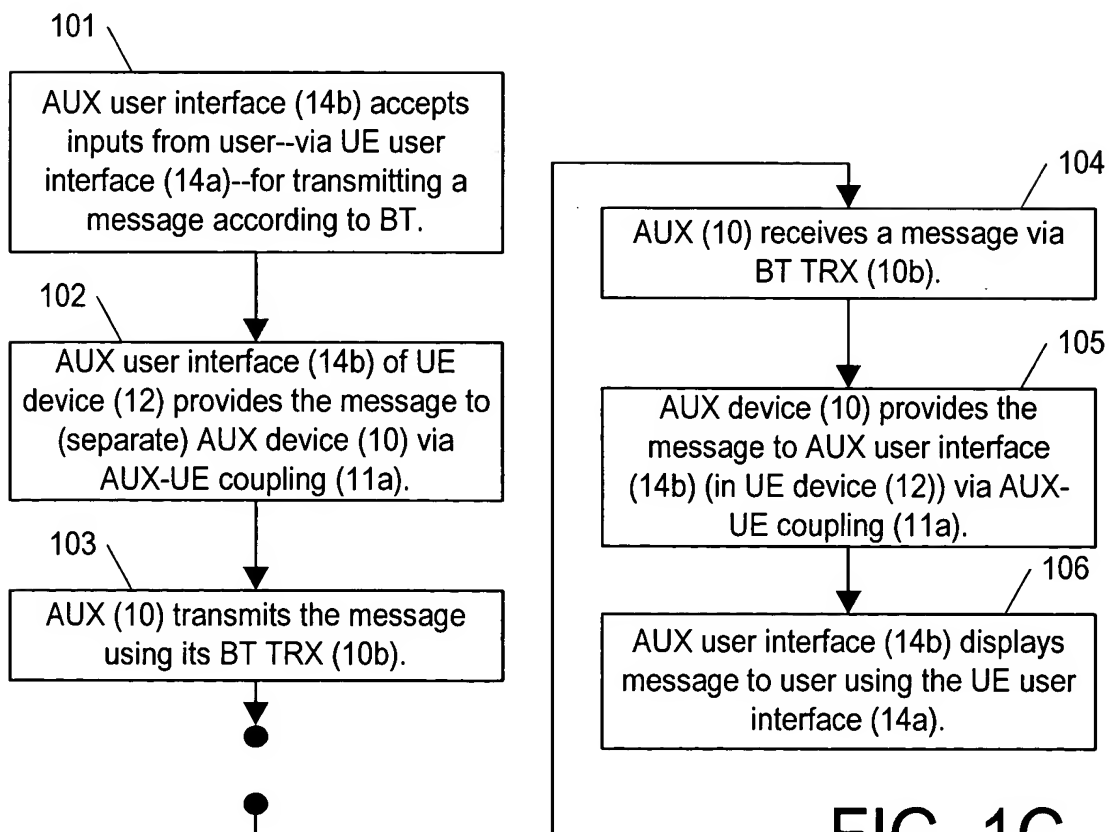 101
AUX user interface (14b) accepts
inputs from user--via UE user
interface (14a)--for transmitting a
message according to BT.
102
AUX user interface (14b) of UE
device (12) provides the message to
(separate) AUX device (10) via
AUX-UE coupling (11a).
103
AUX (10) transmits the message
using its BT TRX (10b).
104
AUX (10) receives a message via
BT TRX (10b).
105
AUX device (10) provides the
message to AUX user interface
(14b) (in UE device (12)) via AUX-
UE coupling (11a).
106
AUX user interface (14b) displays
message to user using the UE user
interface (14a).
FIG. 1C